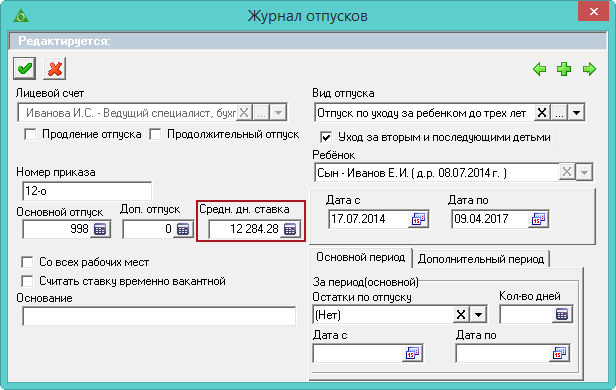 Журнал отпусков
Редактируется:
Лицевой счет
Иванова И.С. - Ведущий специалист, бухг
Продление отпуска
Продолжительный отпуск
Номер приказа
12-о
Основной отпуск
998
Доп. отпуск
0
Средн. дн. ставка
12 284.28
Со всех рабочих мест
Считать ставку временно вакантной
Основание
Вид отпуска
Отпуск по уходу за ребенком до трех лет
Уход за вторым и последующими детьми
Ребёнок
Сын - Иванов Е.И. ( д.р. 08.07.2014 г. )
Дата с
17.07.2014
Дата по
09.04.2017
Основной период
Дополнительный период
За период(основной)
Остатки по отпуску
(Нет)
Кол-во дней
Дата с
Дата по